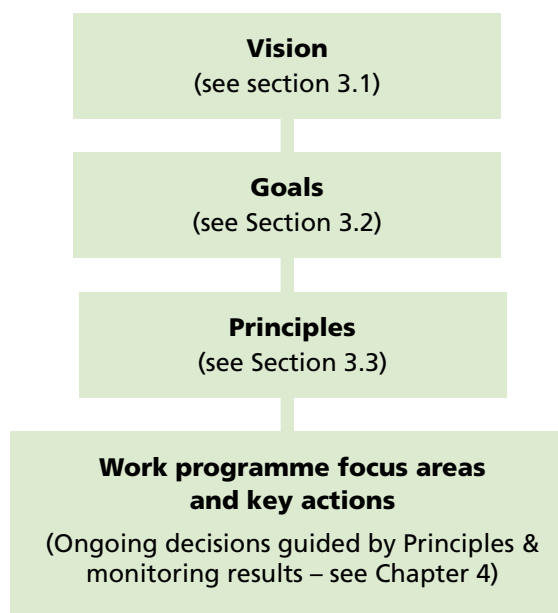 Vision
(see section 3.1)
Goals
(see Section 3.2)
Principles
(see Section 3.3)
Work programme focus areas
and key actions
(Ongoing decisions guided by Principles &
monitoring results – see Chapter 4)